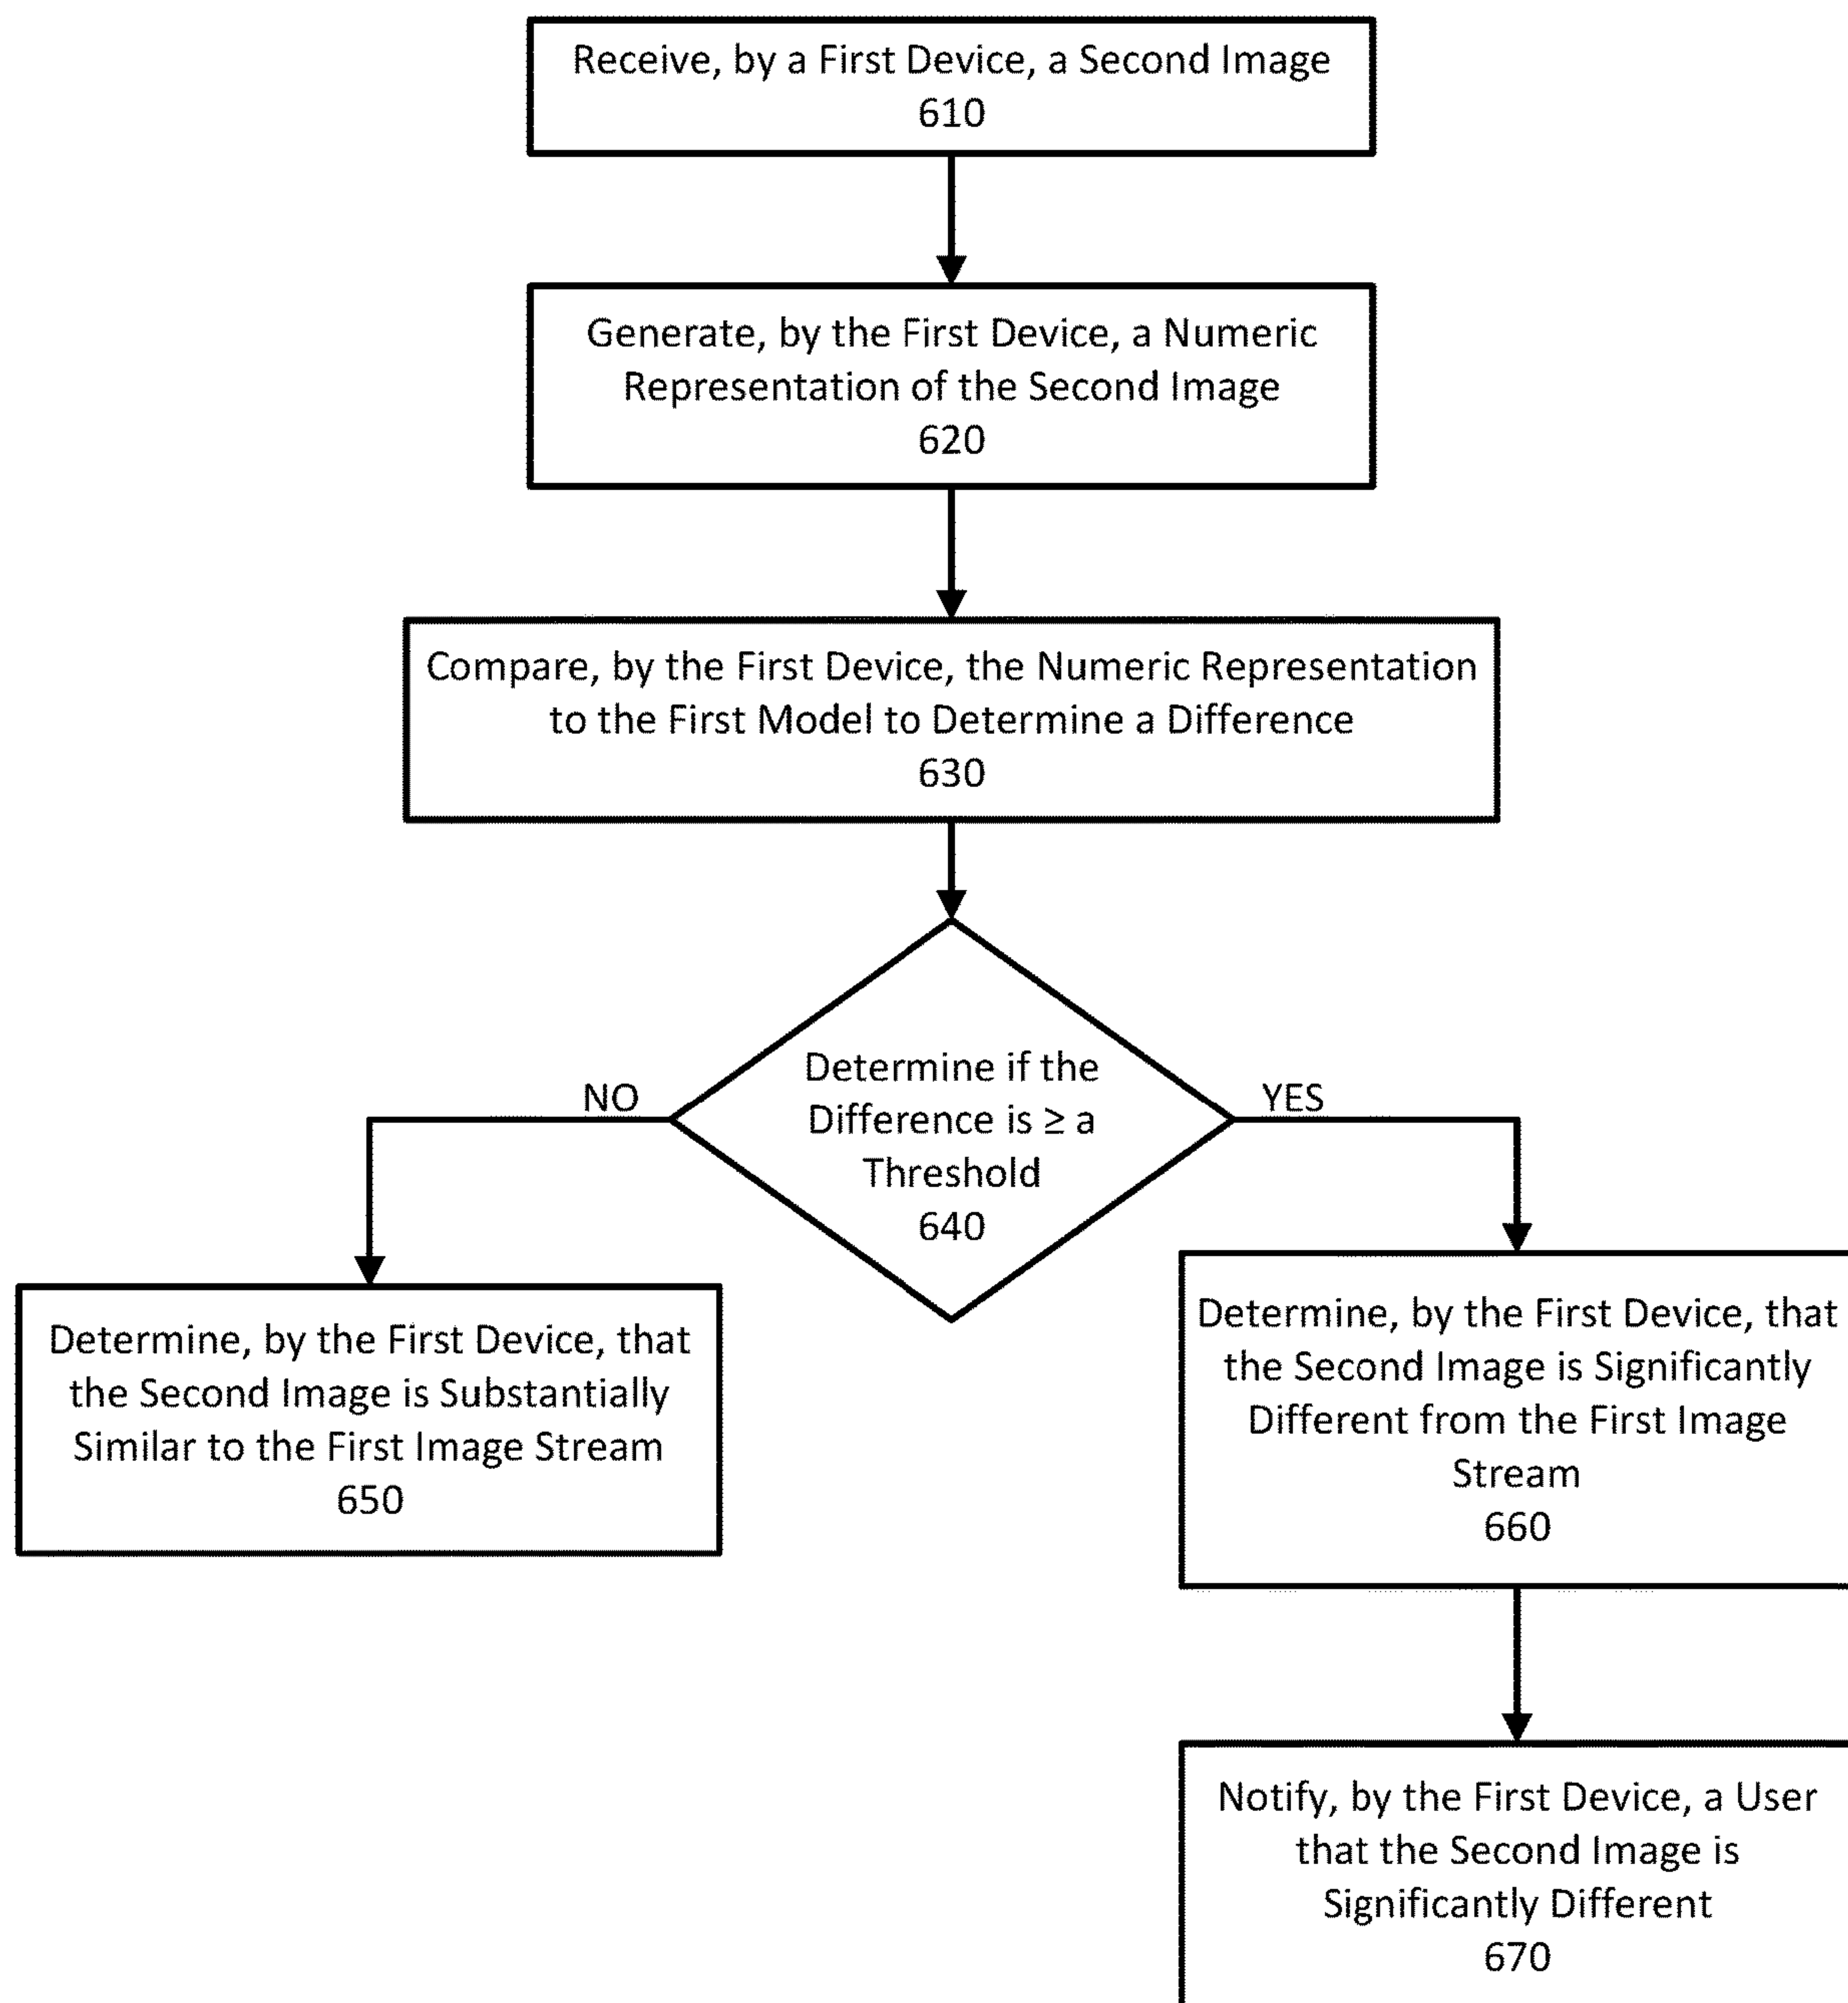 Receive, by a First Device, a Second Image
610
Generate, by the First Device, a Numeric
Representation of the Second Image
620
Compare, by the First Device, the Numeric Representation
to the First Model to Determine a Difference
630
Determine if the
Difference is ≥ a
Threshold
640
NO
YES
Determine, by the First Device, that
the Second Image is Substantially
Similar to the First Image Stream
650
Determine, by the First Device, that
the Second Image is Significantly
Different from the First Image
Stream
660
Notify, by the First Device, a User
that the Second Image is
Significantly Different
670